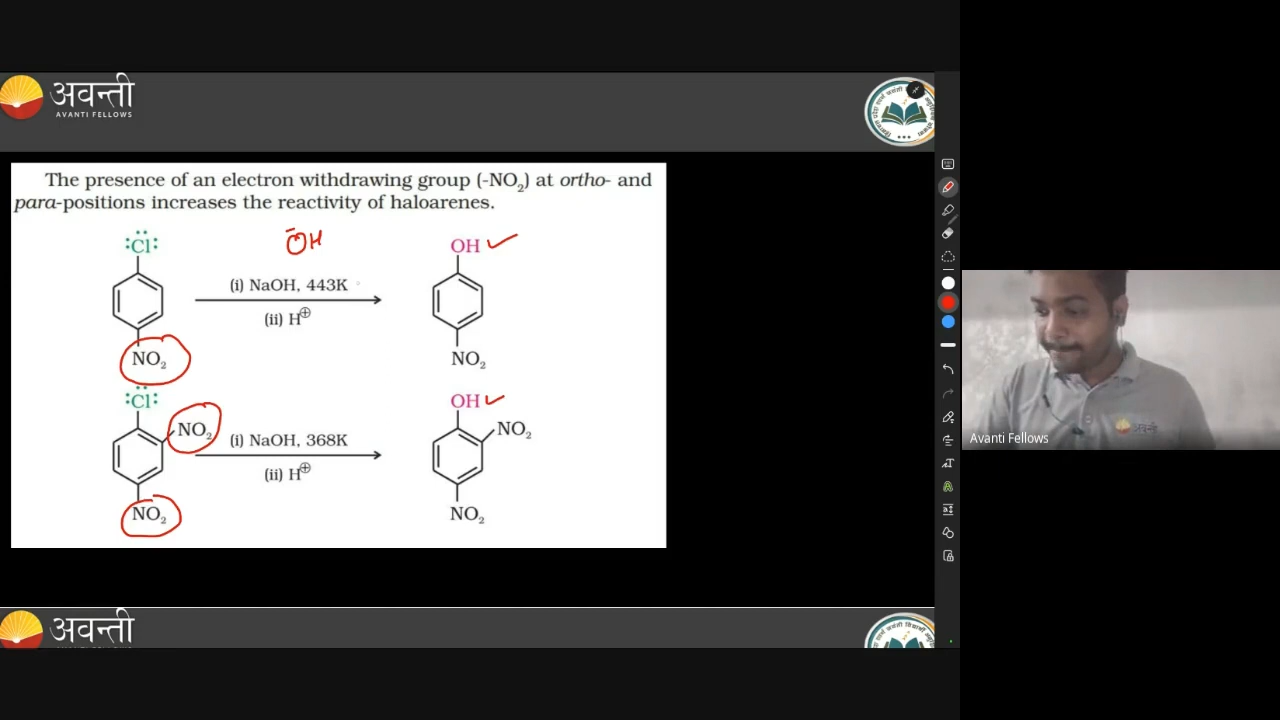 अवन्ती
AVANTI FELLOWS
The presence of an electron withdrawing group (-NO₂) at ortho- and
para-positions increases the reactivity of haloarenes.
:C̈l:
ŌH
OH
(i) NaOH, 443K
(ii) H⊕
NO₂
NO₂
:C̈l:
OH
NO₂
NO₂
(i) NaOH, 368K
(ii) H⊕
NO₂
NO₂
Avanti Fellows
अवन्ती
AVANTI FELLOWS